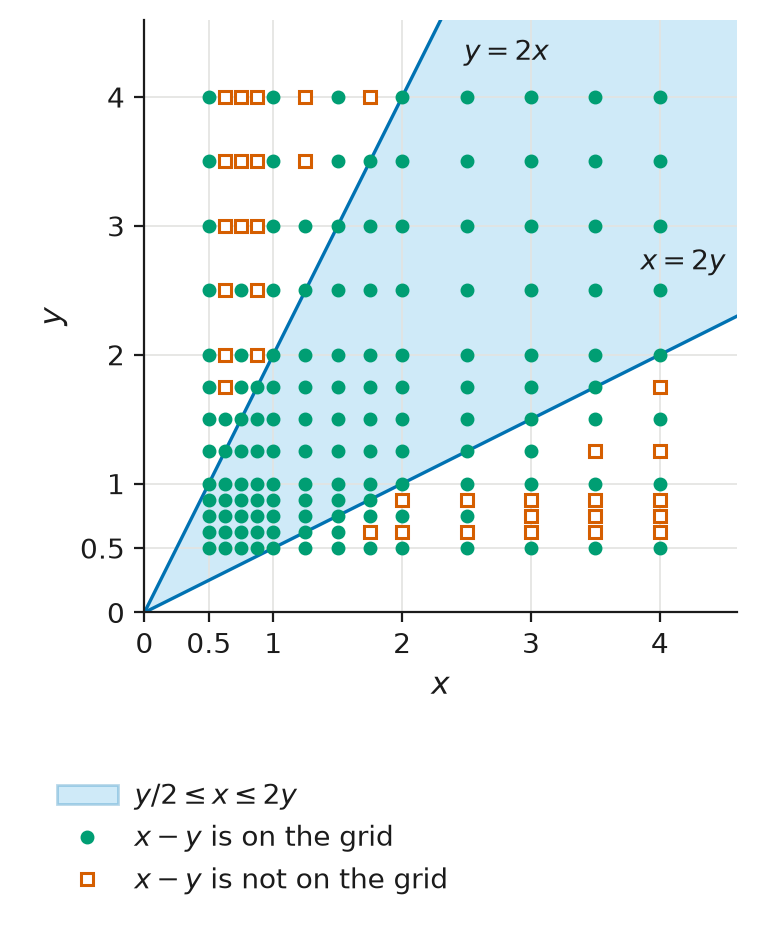 y = 2x
x = 2y
4
3
2
1
0.5
0
y
0 0.5 1 2 3 4
x
y/2 ≤ x ≤ 2y
x − y is on the grid
x − y is not on the grid